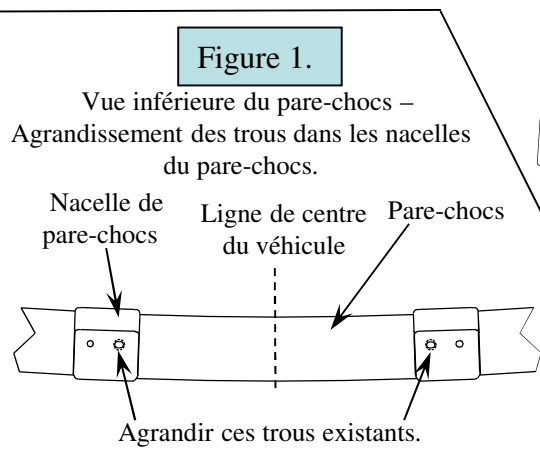 Figure 1.
Vue inférieure du pare-chocs –
Agrandissement des trous dans les nacelles
du pare-chocs.
Nacelle de
pare-chocs
Ligne de centre
du véhicule
Pare-chocs
Agrandir ces trous existants.